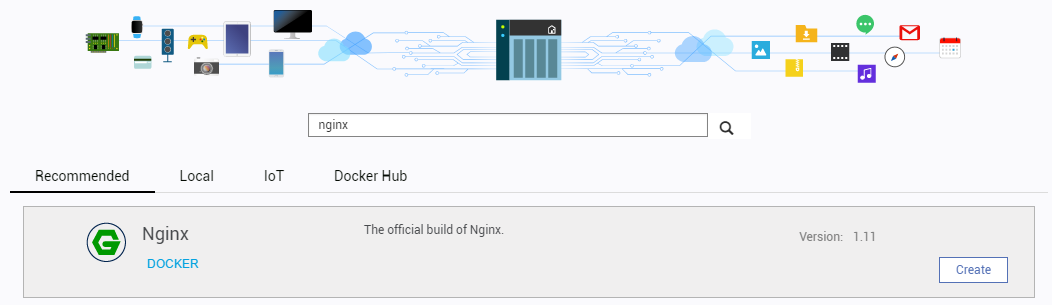 nginx
Recommended Local IoT Docker Hub
Nginx The official build of Nginx. Version: 1.11
DOCKER
Create